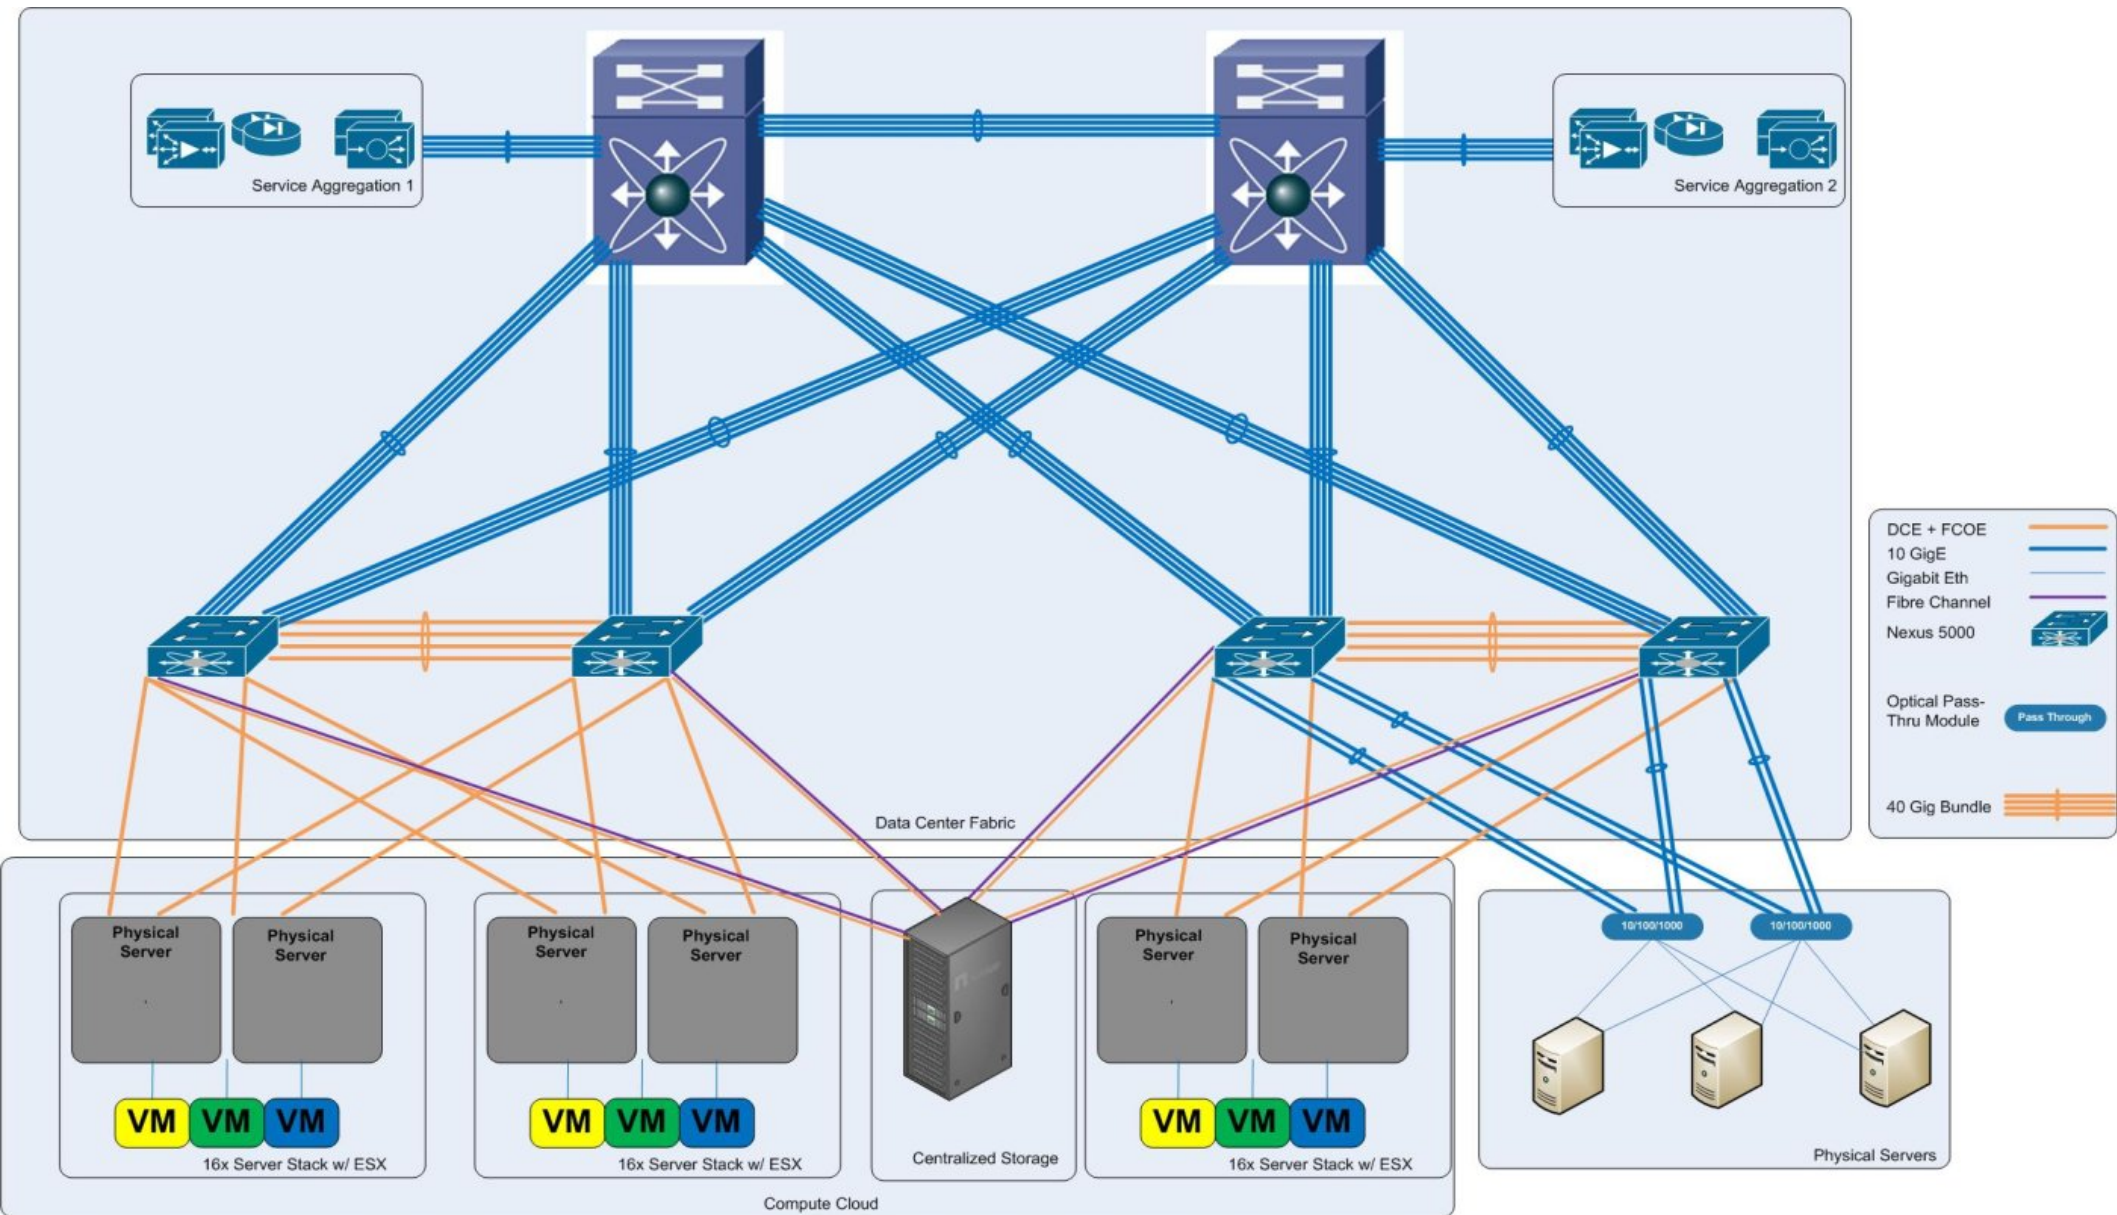 Service Aggregation 1
Service Aggregation 2
DCE + FCOE
10 GigE
Gigabit Eth
Fibre Channel
Nexus 5000
Optical Pass-
Thru Module
Pass Through
40 Gig Bundle
Data Center Fabric
Physical
Server
Physical
Server
VM
VM
VM
16x Server Stack w/ ESX
Physical
Server
Physical
Server
VM
VM
VM
16x Server Stack w/ ESX
Centralized Storage
Physical
Server
Physical
Server
VM
VM
VM
16x Server Stack w/ ESX
Compute Cloud
10/100/1000
10/100/1000
Physical Servers